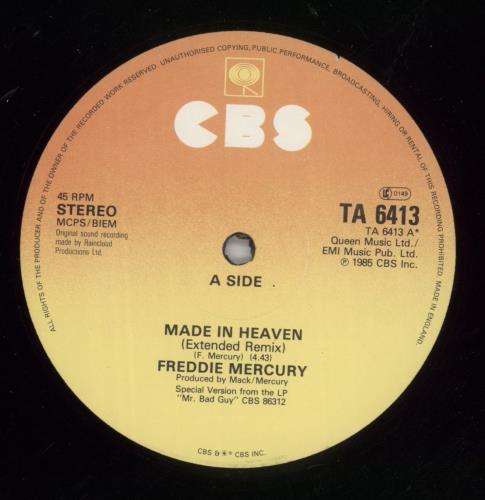 ALL RIGHTS OF THE PRODUCER AND OF THE OWNER OF THE RECORDED WORK RESERVED. UNAUTHORISED COPYING, PUBLIC PERFORMANCE, BROADCASTING, HIRING OR RENTAL OF THIS RECORDING PROHIBITED. MADE IN ENGLAND.
CBS
45 RPM
STEREO
MCPS/BIEM
Original sound recording
made by Raincloud
Productions Ltd.
0149
TA 6413
TA 6413 A*
Queen Music Ltd./
EMI Music Pub. Ltd.
℗ 1985 CBS Inc.
A SIDE
MADE IN HEAVEN
(Extended Remix)
(F. Mercury) (4.43)
FREDDIE MERCURY
Produced by Mack/Mercury
Special Version from the LP
"Mr. Bad Guy" CBS 86312
CBS & ✳® CBS INC.